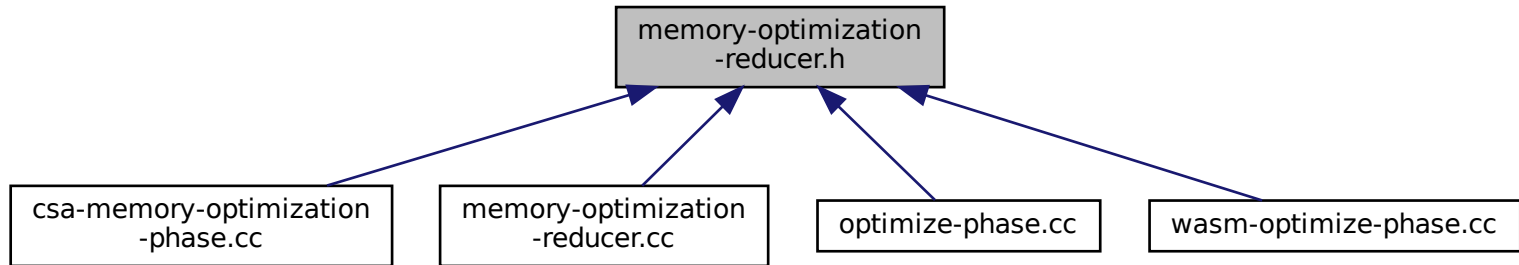 memory-optimization
-reducer.h
csa-memory-optimization
-phase.cc
memory-optimization
-reducer.cc
optimize-phase.cc
wasm-optimize-phase.cc